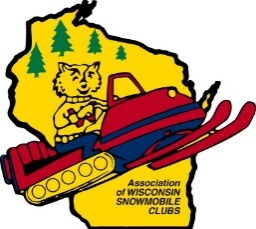 Association
of WISCONSIN
SNOWMOBILE
CLUBS